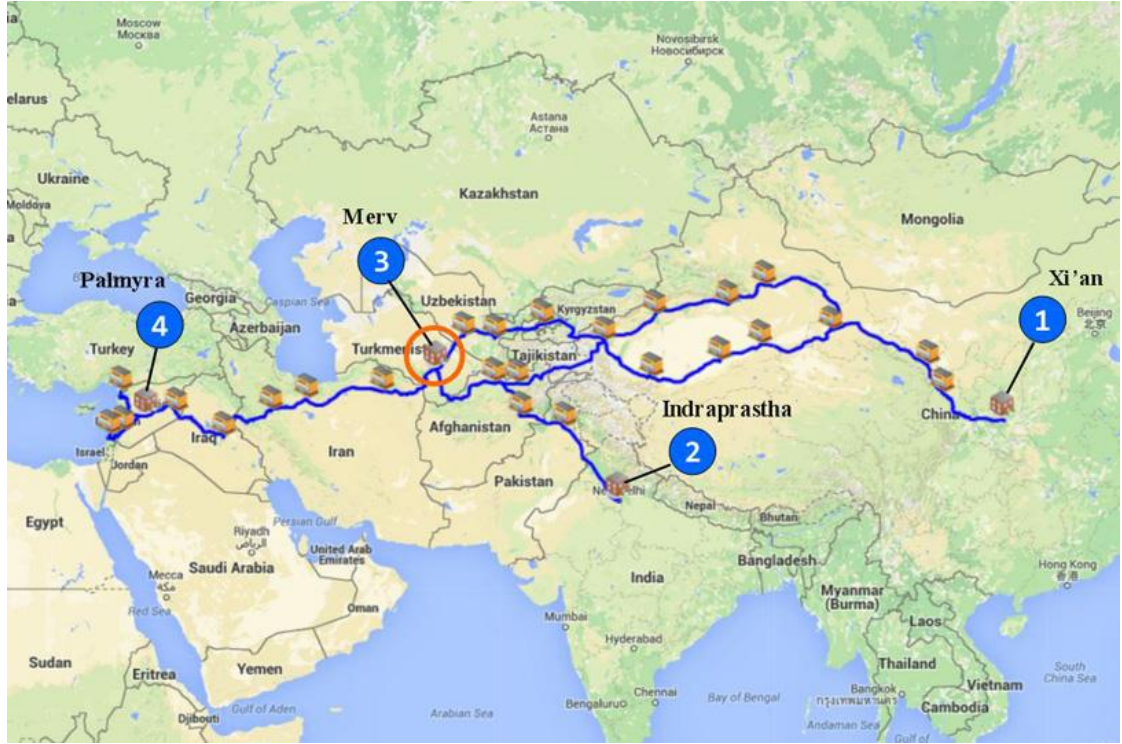 Moscow
Москва
Novosibirsk
Новосибирск
elarus
Astana
Астана
Ukraine
Kazakhstan
Moldova
Mongolia
Merv
3
Palmyra
4
Xi'an
1
Georgia
Caspian Sea
Uzbekistan
Kyrgyzstan
Beijing
北京
Azerbaijan
Turkey
Turkmenist
Tajikistan
Indraprastha
2
China
Afghanistan
Iraq
Iran
Israel
Jordan
Pakistan
Ne lhi
Nepal
Egypt
Persian Gulf
Bhutan
Riyadh
الرياض
United Arab
Emirates
Bangladesh
Hong Kong
香港
Saudi Arabia
Mecca
مكة
India
Myanmar
(Burma)
Red Sea
Oman
Mumbai
Laos
Hyderabad
Sudan
Yemen
Eritrea
Thailand
South
China Sea
Vietnam
Chennai
Bengaluru
Bay of Bengal
Bangkok
กรุงเทพมหานคร
Arabian Sea
Gulf of Aden
Djibouti
Cambodia
Andaman Sea
Gulf of